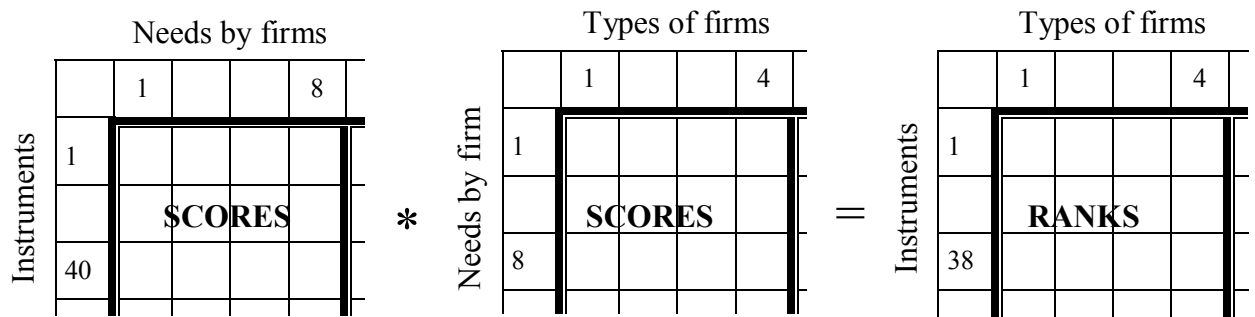 Needs by firms
1 8
Instruments
1
SCORES
40
*
Types of firms
1 4
Needs by firm
1
SCORES
8
=
Types of firms
1 4
Instruments
1
RANKS
38